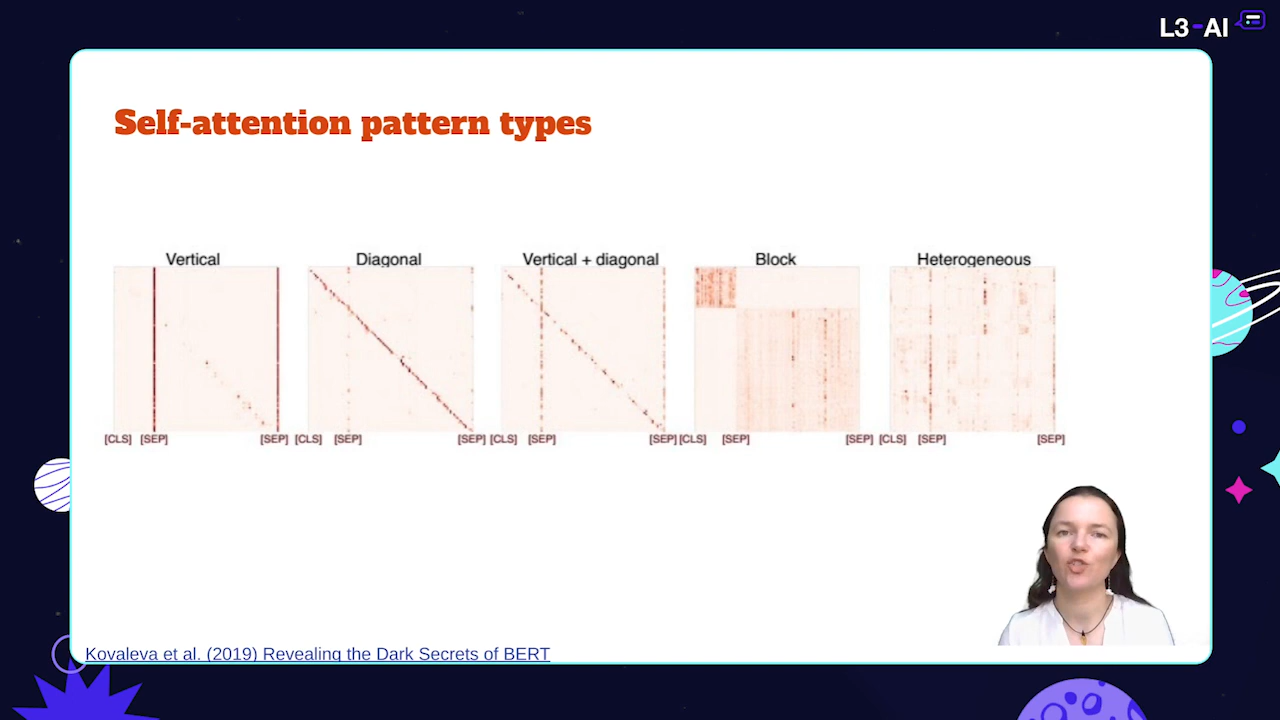 L3-AI
Self-attention pattern types
Vertical Diagonal Vertical + diagonal Block Heterogeneous
[CLS] [SEP] [SEP] [CLS] [SEP] [SEP] [CLS] [SEP] [SEP] [CLS] [SEP] [SEP] [CLS] [SEP] [SEP]
Kovaleva et al. (2019) Revealing the Dark Secrets of BERT